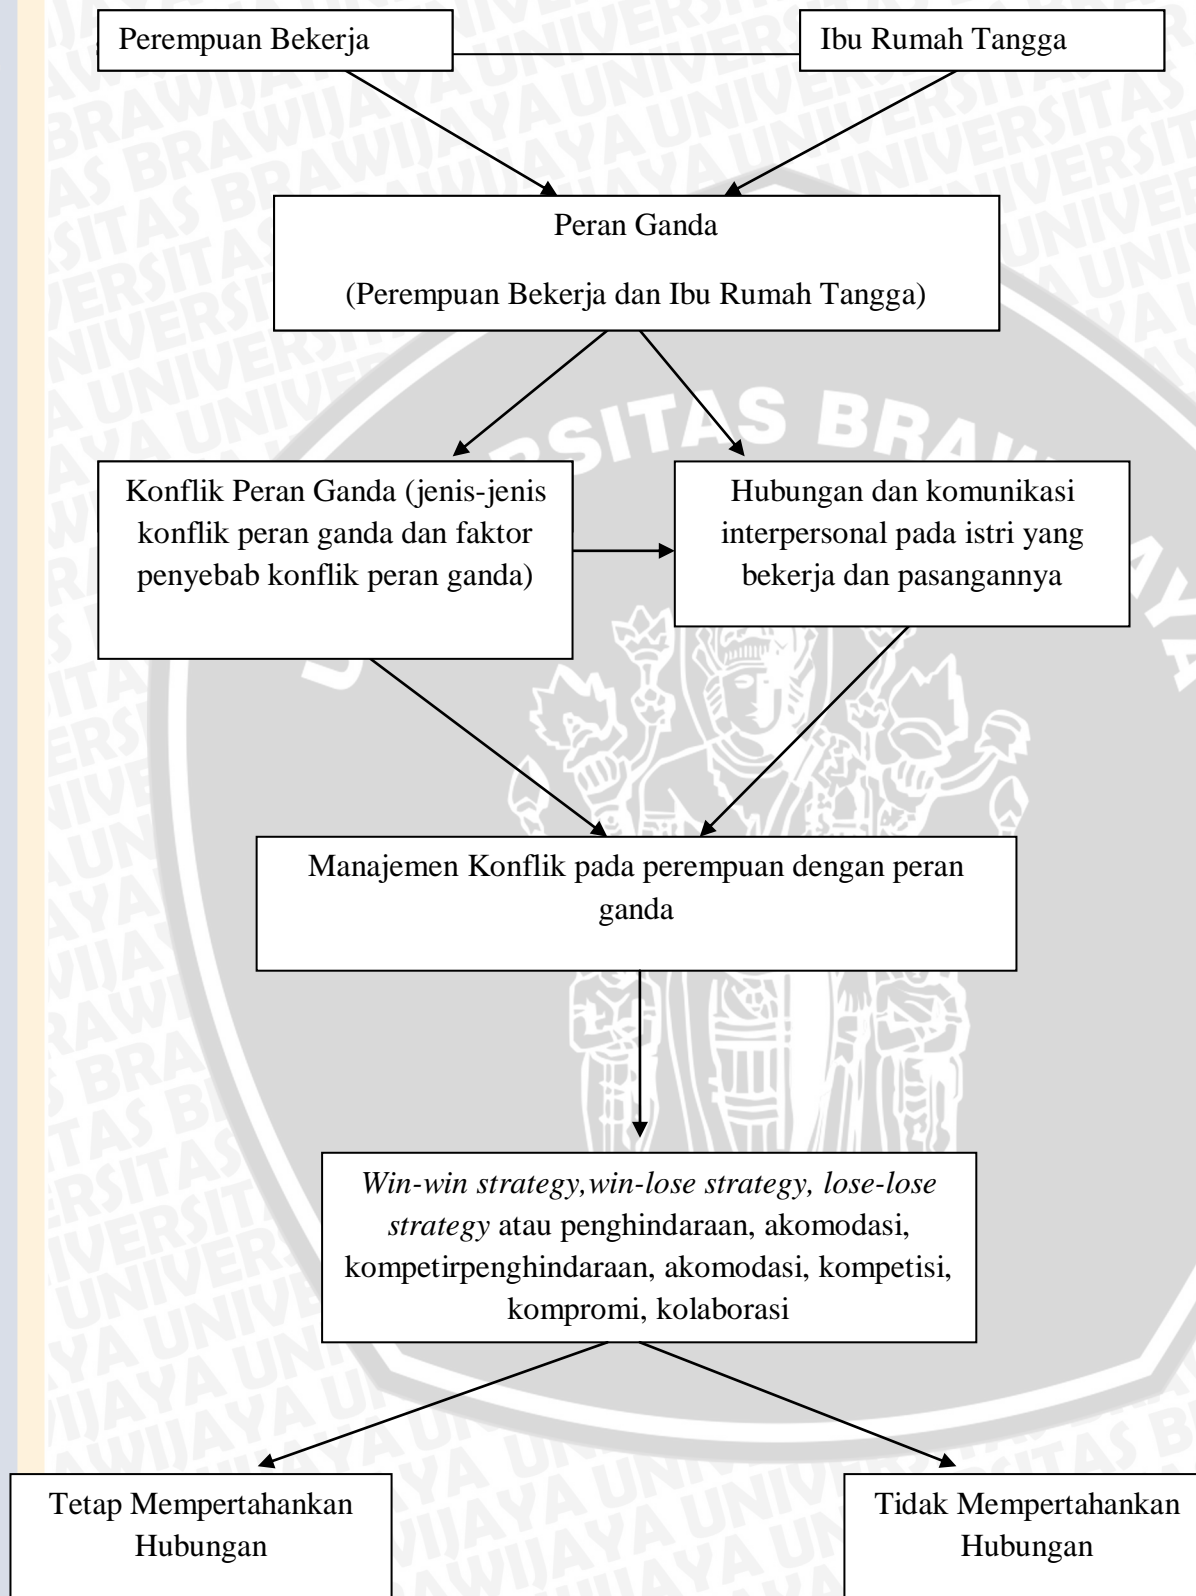 Perempuan Bekerja
Ibu Rumah Tangga
Peran Ganda
(Perempuan Bekerja dan Ibu Rumah Tangga)
Konflik Peran Ganda (jenis-jenis
konflik peran ganda dan faktor
penyebab konflik peran ganda)
Hubungan dan komunikasi
interpersonal pada istri yang
bekerja dan pasangannya
Manajemen Konflik pada perempuan dengan peran
ganda
Win-win strategy,win-lose strategy, lose-lose
strategy atau penghindaraan, akomodasi,
kompetirpenghindaraan, akomodasi, kompetisi,
kompromi, kolaborasi
Tetap Mempertahankan
Hubungan
Tidak Mempertahankan
Hubungan